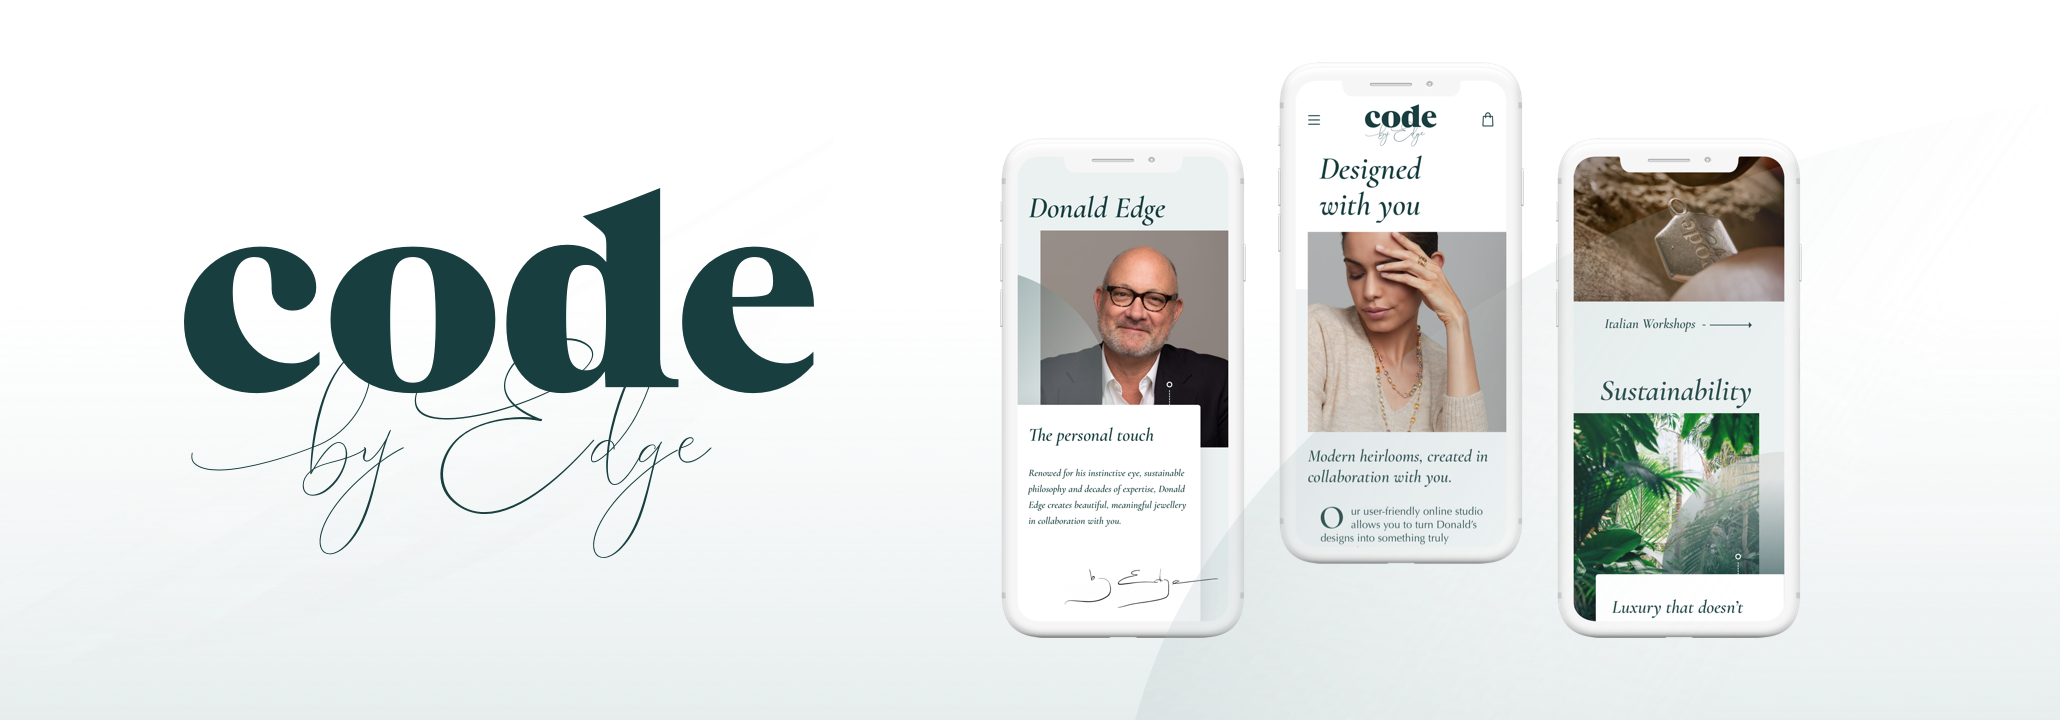 code
by Edge
Donald Edge
The personal touch
Renowed for his instinctive eye, sustainable
philosophy and decades of expertise, Donald
Edge creates beautiful, meaningful jewellery
in collaboration with you.
by Edge
code
by Edge
Designed
with you
Modern heirlooms, created in
collaboration with you.
Our user-friendly online studio
allows you to turn Donald's
designs into something truly
code
Italian Workshops
Sustainability
Luxury that doesn't